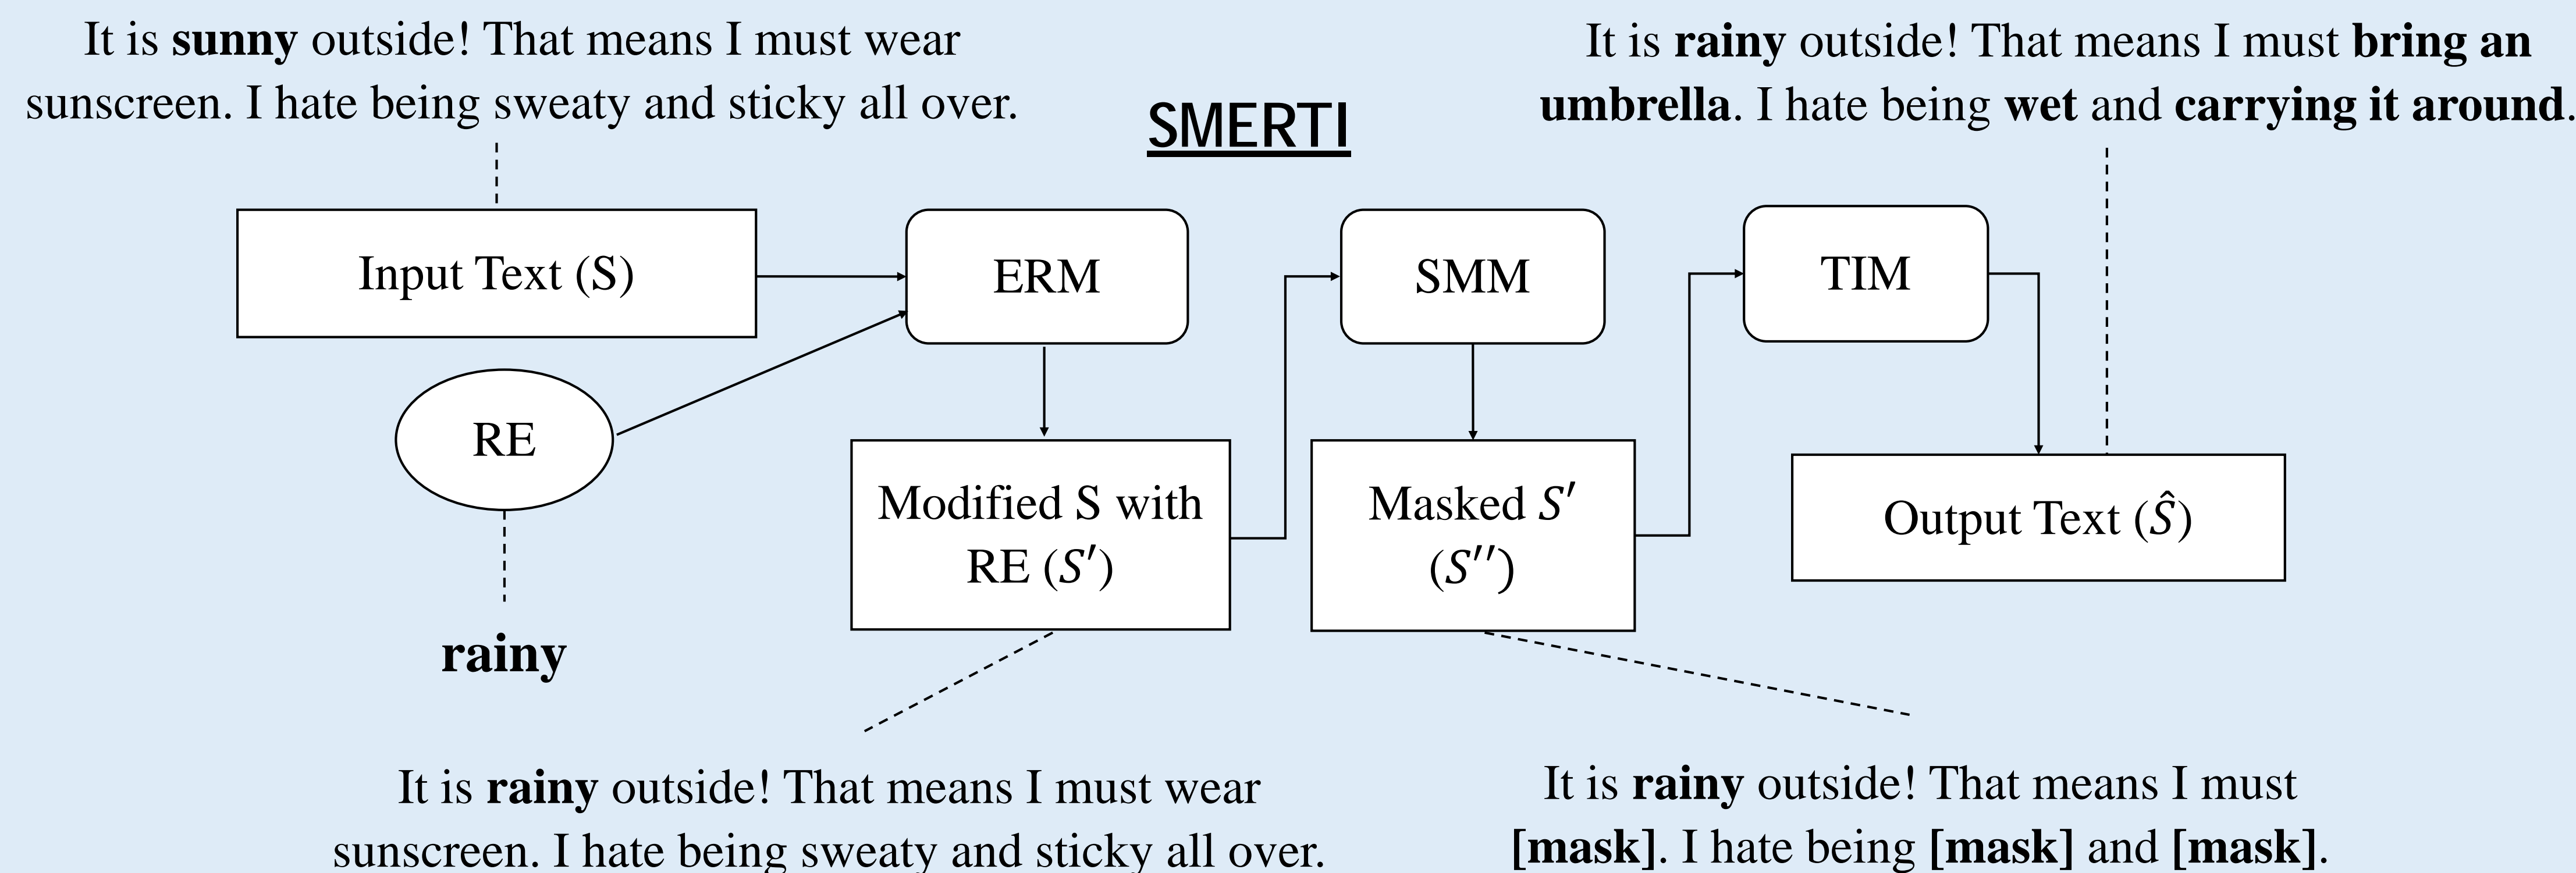 It is sunny outside! That means I must wear
sunscreen. I hate being sweaty and sticky all over.
SMERTI
It is rainy outside! That means I must bring an
umbrella. I hate being wet and carrying it around.
Input Text (S)
ERM
SMM
TIM
RE
Modified S with
RE (S′)
Masked S′
(S′′)
Output Text (Ŝ)
rainy
It is rainy outside! That means I must wear
sunscreen. I hate being sweaty and sticky all over.
It is rainy outside! That means I must
[mask]. I hate being [mask] and [mask].